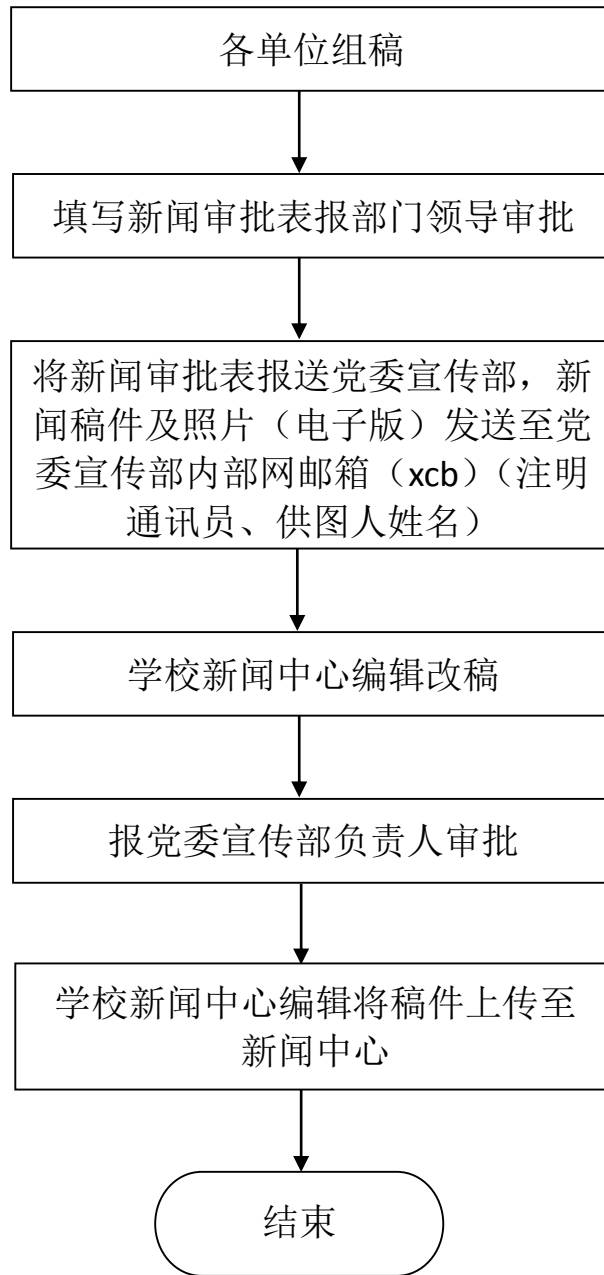 各单位组稿
填写新闻审批表报部门领导审批
将新闻审批表报送党委宣传部，新
闻稿件及照片（电子版）发送至党
委宣传部内部网邮箱（xcb）（注明
通讯员、供图人姓名）
学校新闻中心编辑改稿
报党委宣传部负责人审批
学校新闻中心编辑将稿件上传至
新闻中心
结束